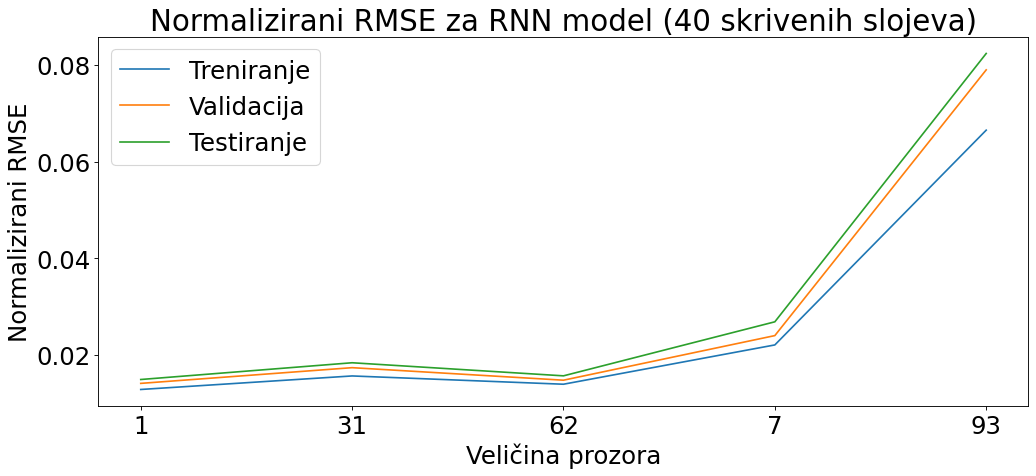 Normalizirani RMSE za RNN model (40 skrivenih slojeva)
Treniranje
Validacija
Testiranje
Normalizirani RMSE
0.08
0.06
0.04
0.02
1 31 62 7 93
Veličina prozora